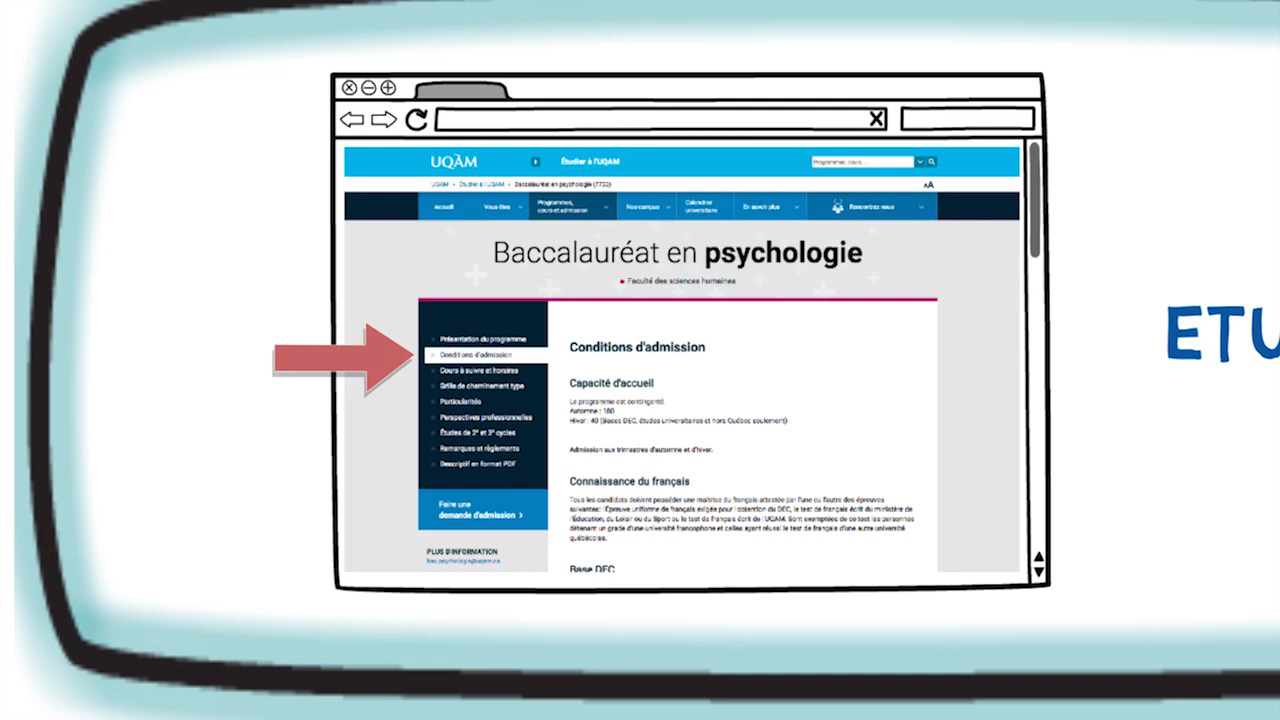 UQÀM
Étudier à l'UQAM
Programmes, cours ...
UQAM > Étudier à l'UQAM > Baccalauréat en psychologie (7733)
AA
Accueil
Vous êtes
Programmes,
cours et admission
Nos campus
Calendrier
universitaire
En savoir plus
Rencontrez-nous
Baccalauréat en psychologie
Faculté des sciences humaines
Présentation du programme
Conditions d'admission
Cours à suivre et horaires
Grille de cheminement type
Particularités
Perspectives professionnelles
Études de 2e et 3e cycles
Remarques et règlements
Descriptif en format PDF
Faire une
demande d'admission >
PLUS D'INFORMATION
bac.psychologie@uqam.ca
Conditions d'admission
Capacité d'accueil
Le programme est contingenté.
Automne : 180
Hiver : 40 (Bases DEC, études universitaires et hors Québec seulement)
Admission aux trimestres d'automne et d'hiver.
Connaissance du français
Tous les candidats doivent posséder une maîtrise du français attestée par l'une ou l'autre des épreuves
suivantes: l'Épreuve uniforme de français exigée pour l'obtention du DEC, le test de français écrit du ministère de
l'Éducation, du Loisir ou du Sport ou le test de français écrit de l'UQAM. Sont exemptées de ce test les personnes
détenant un grade d'une université francophone et celles ayant réussi le test de français d'une autre université
québécoise.
Base DEC
ETU